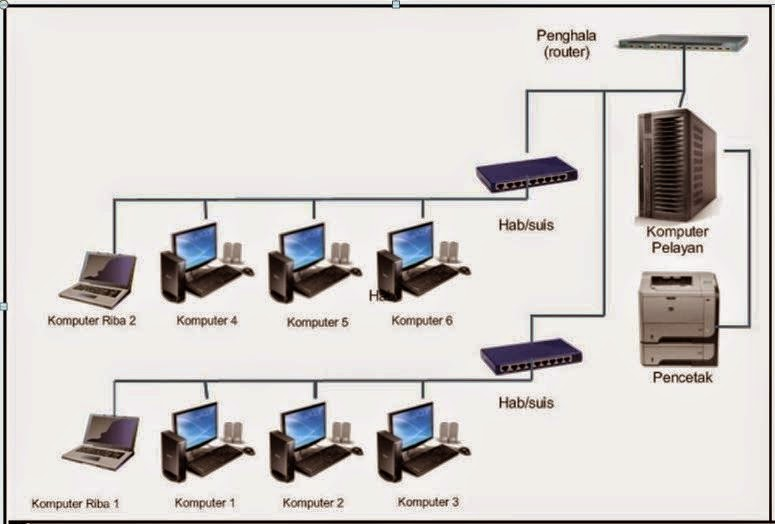 Penghala
(router)
Hab/suis
Komputer
Pelayan
Komputer Riba 2
Komputer 4
Komputer 5
Komputer 6
Pencetak
Hab/suis
Komputer Riba 1
Komputer 1
Komputer 2
Komputer 3